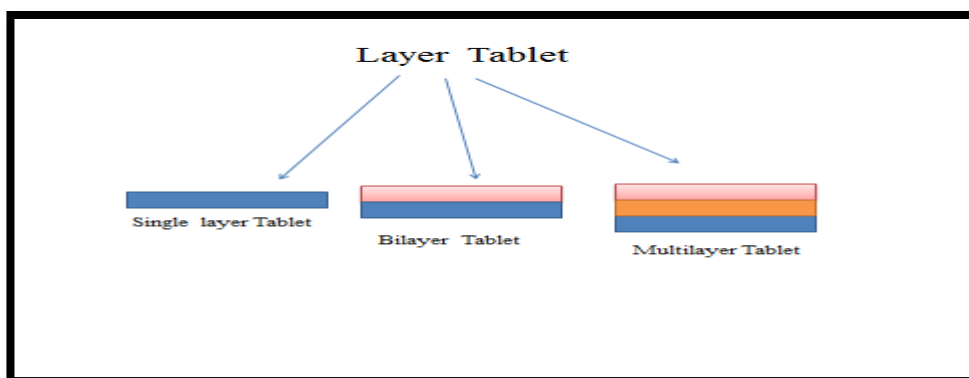 Layer Tablet
Single layer Tablet
Bilayer Tablet
Multilayer Tablet